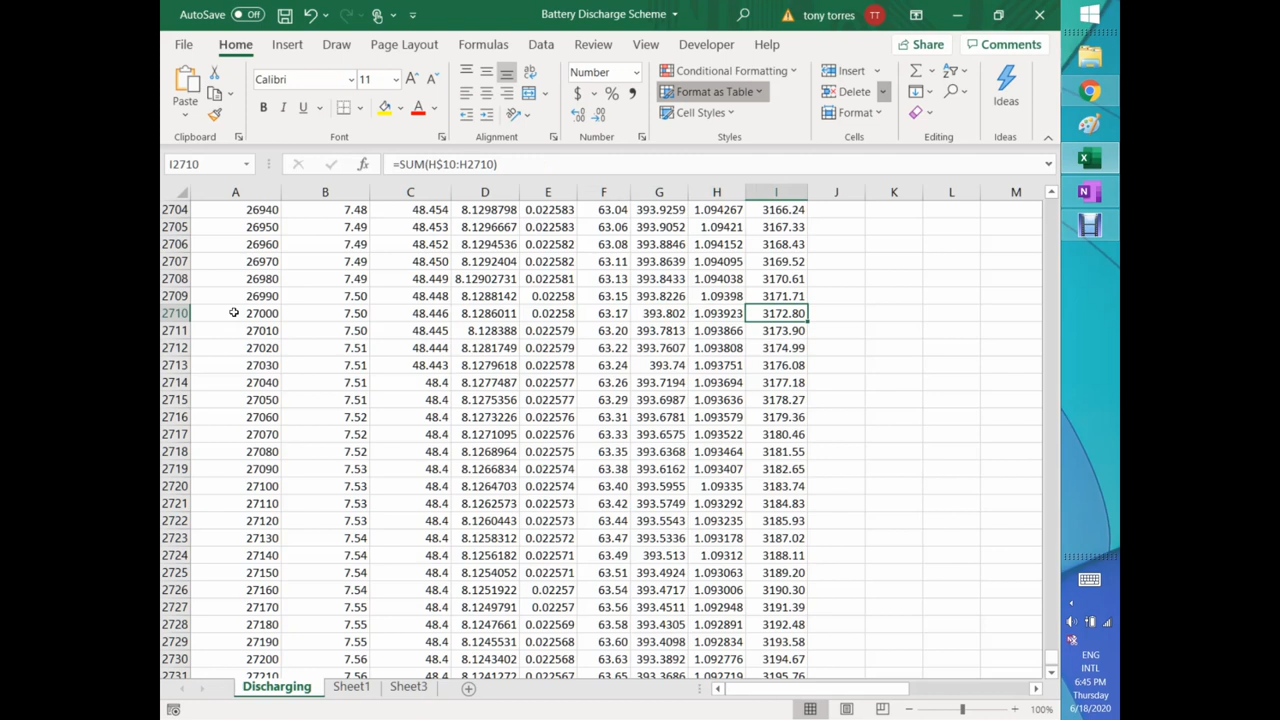 AutoSave Off Battery Discharge Scheme tony torres TT
File Home Insert Draw Page Layout Formulas Data Review View Developer Help Share Comments
Paste Calibri 11 Number Conditional Formatting Insert Ideas
B I U A $ % Format as Table Delete
Cell Styles Format
Clipboard Font Alignment Number Styles Cells Editing Ideas
I2710 fx =SUM(H$10:H2710)
A B C D E F G H I J K L M
2704 26940 7.48 48.454 8.1298798 0.022583 63.04 393.9259 1.094267 3166.24
2705 26950 7.49 48.453 8.1296667 0.022583 63.06 393.9052 1.09421 3167.33
2706 26960 7.49 48.452 8.1294536 0.022582 63.08 393.8846 1.094152 3168.43
2707 26970 7.49 48.450 8.1292404 0.022582 63.11 393.8639 1.094095 3169.52
2708 26980 7.49 48.449 8.12902731 0.022581 63.13 393.8433 1.094038 3170.61
2709 26990 7.50 48.448 8.1288142 0.02258 63.15 393.8226 1.09398 3171.71
2710 27000 7.50 48.446 8.1286011 0.02258 63.17 393.802 1.093923 3172.80
2711 27010 7.50 48.445 8.128388 0.022579 63.20 393.7813 1.093866 3173.90
2712 27020 7.51 48.444 8.1281749 0.022579 63.22 393.7607 1.093808 3174.99
2713 27030 7.51 48.443 8.1279618 0.022578 63.24 393.74 1.093751 3176.08
2714 27040 7.51 48.4 8.1277487 0.022577 63.26 393.7194 1.093694 3177.18
2715 27050 7.51 48.4 8.1275356 0.022577 63.29 393.6987 1.093636 3178.27
2716 27060 7.52 48.4 8.1273226 0.022576 63.31 393.6781 1.093579 3179.36
2717 27070 7.52 48.4 8.1271095 0.022576 63.33 393.6575 1.093522 3180.46
2718 27080 7.52 48.4 8.1268964 0.022575 63.35 393.6368 1.093464 3181.55
2719 27090 7.53 48.4 8.1266834 0.022574 63.38 393.6162 1.093407 3182.65
2720 27100 7.53 48.4 8.1264703 0.022574 63.40 393.5955 1.09335 3183.74
2721 27110 7.53 48.4 8.1262573 0.022573 63.42 393.5749 1.093292 3184.83
2722 27120 7.53 48.4 8.1260443 0.022573 63.44 393.5543 1.093235 3185.93
2723 27130 7.54 48.4 8.1258312 0.022572 63.47 393.5336 1.093178 3187.02
2724 27140 7.54 48.4 8.1256182 0.022571 63.49 393.513 1.09312 3188.11
2725 27150 7.54 48.4 8.1254052 0.022571 63.51 393.4924 1.093063 3189.20
2726 27160 7.54 48.4 8.1251922 0.02257 63.54 393.4717 1.093006 3190.30
2727 27170 7.55 48.4 8.1249791 0.02257 63.56 393.4511 1.092948 3191.39
2728 27180 7.55 48.4 8.1247661 0.022569 63.58 393.4305 1.092891 3192.48
2729 27190 7.55 48.4 8.1245531 0.022568 63.60 393.4098 1.092834 3193.58
2730 27200 7.56 48.4 8.1243402 0.022568 63.63 393.3892 1.092776 3194.67
2731 27210 7.56 48.4 8.1241272 0.022567 63.65 393.3686 1.092719 3195.76
Discharging Sheet1 Sheet3
100%
ENG
INTL
6:45 PM
Thursday
6/18/2020